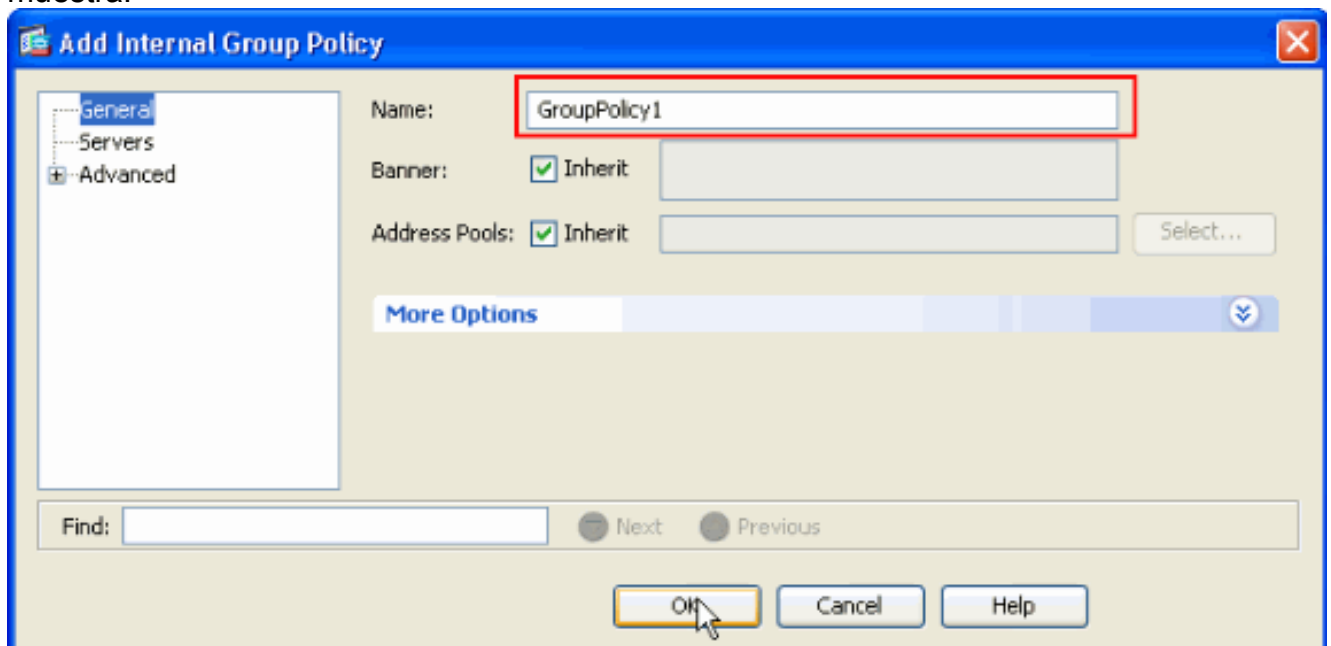 muestra:
Add Internal Group Policy
General
Servers
Advanced
Name: GroupPolicy1
Banner: Inherit
Address Pools: Inherit Select...
More Options
Find: Next Previous
OK Cancel Help